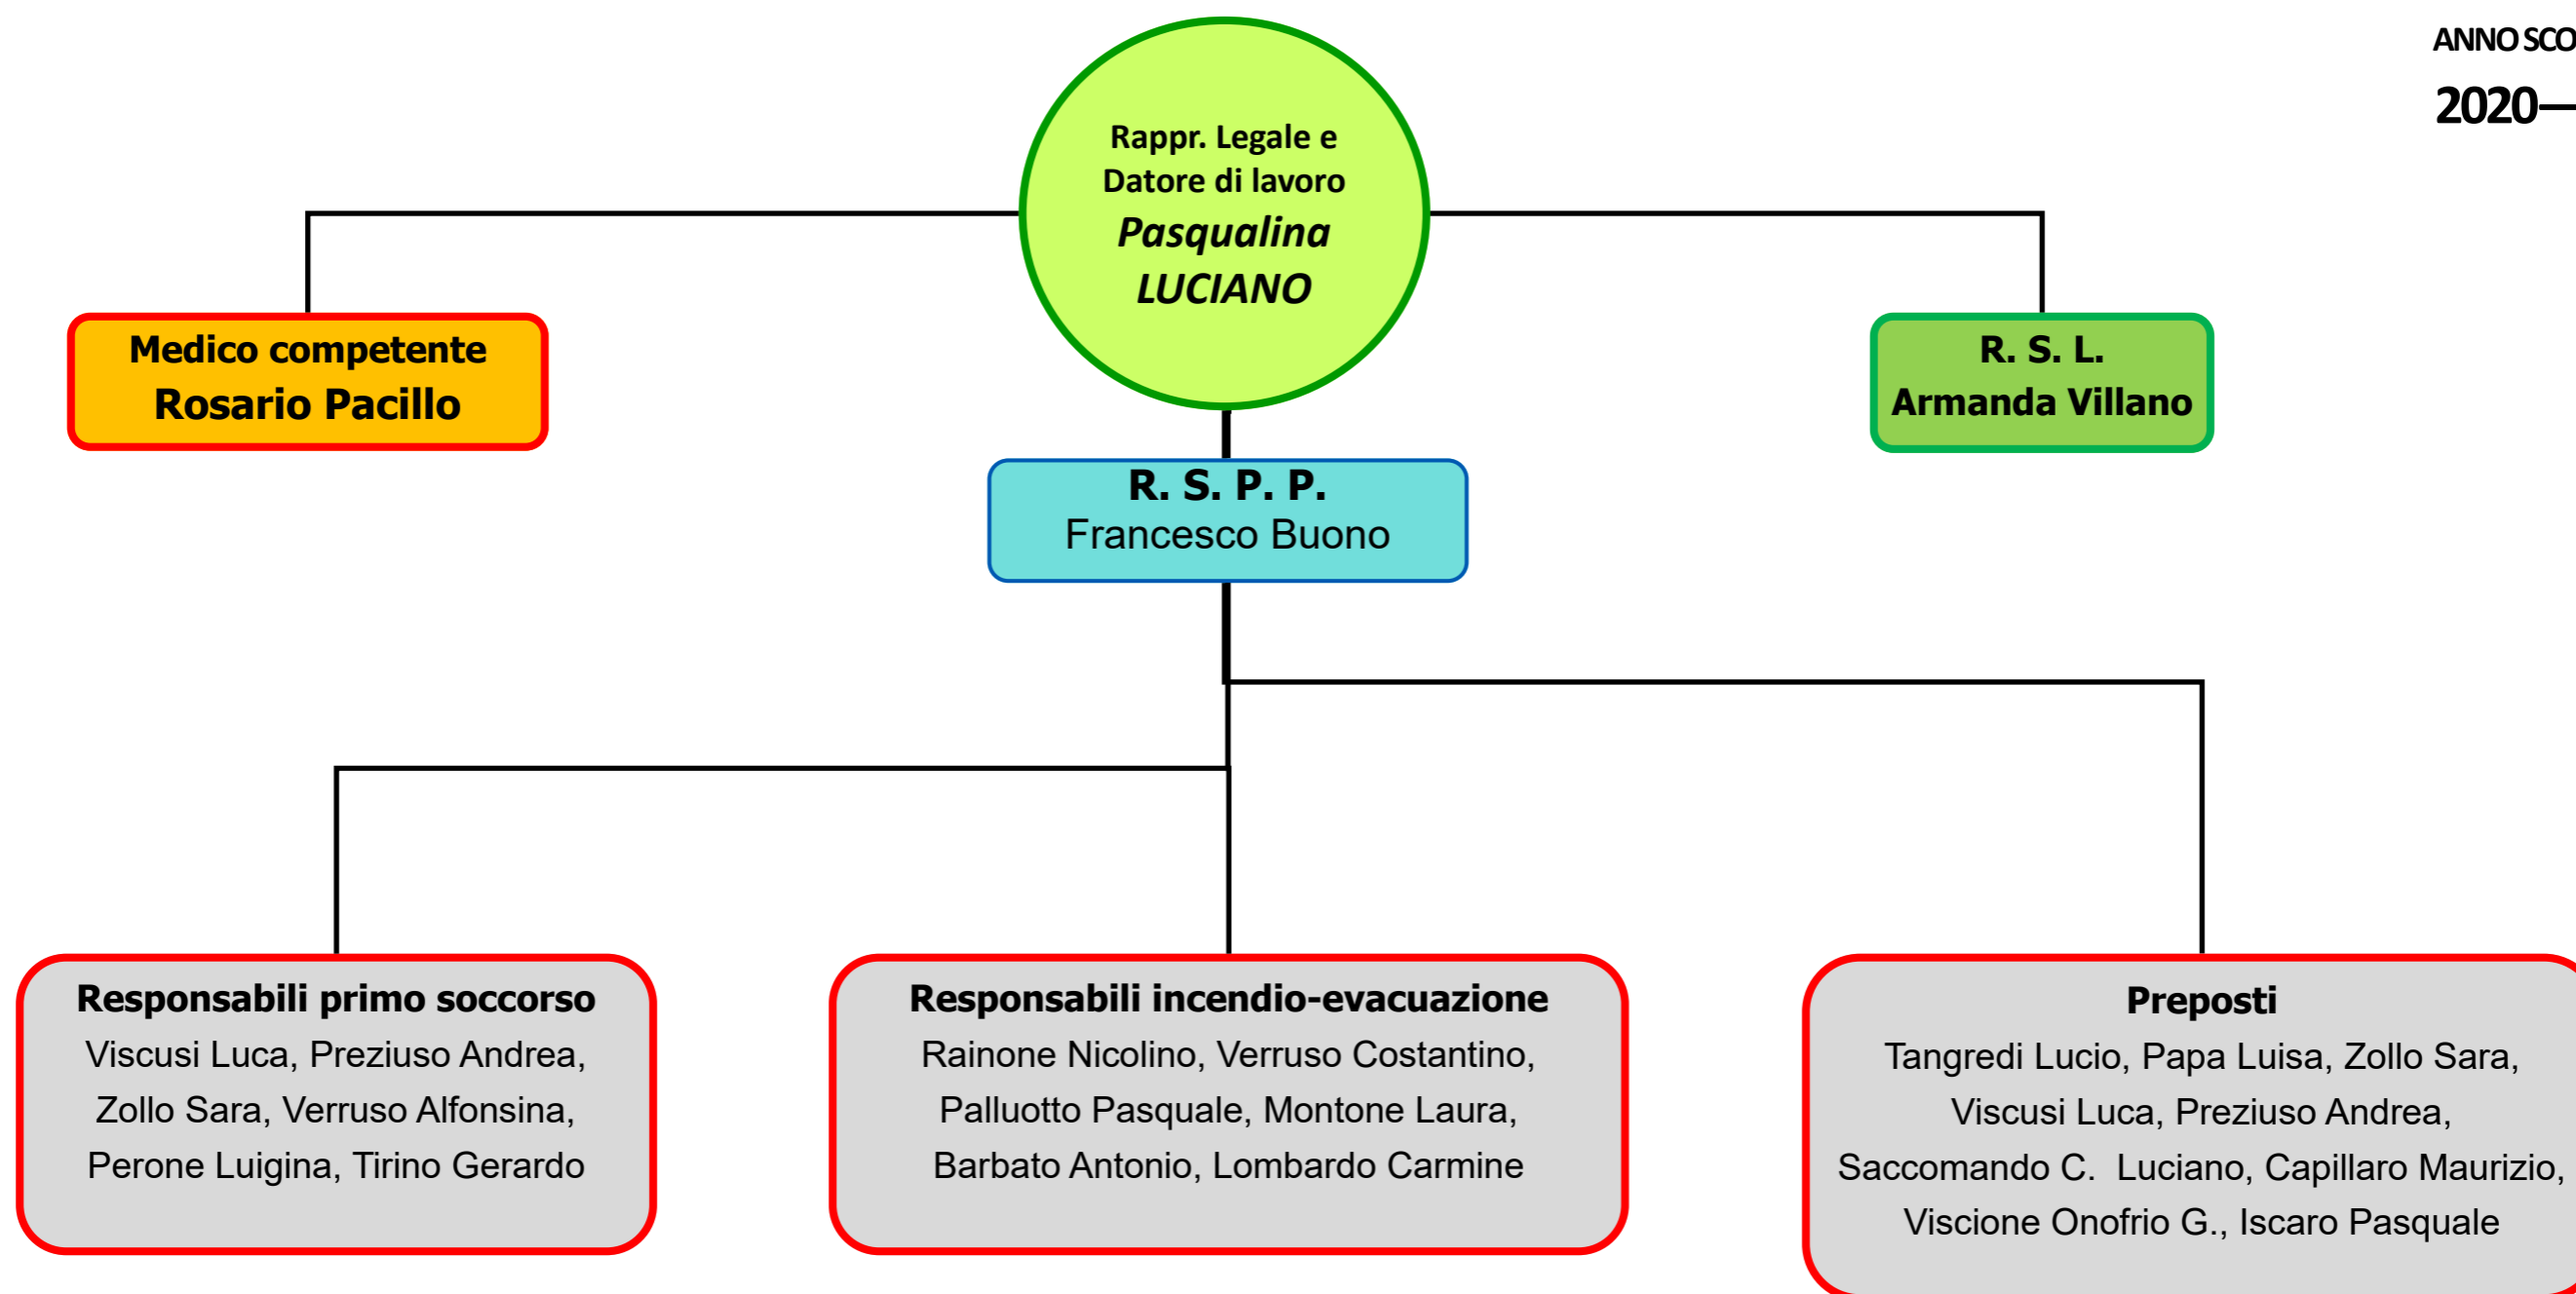 ANNO SCO
2020—
Rappr. Legale e
Datore di lavoro
Pasqualina
LUCIANO
Medico competente
Rosario Pacillo
R. S. L.
Armanda Villano
R. S. P. P.
Francesco Buono
Responsabili primo soccorso
Viscusi Luca, Preziuso Andrea,
Zollo Sara, Verruso Alfonsina,
Perone Luigina, Tirino Gerardo
Responsabili incendio-evacuazione
Rainone Nicolino, Verruso Costantino,
Palluotto Pasquale, Montone Laura,
Barbato Antonio, Lombardo Carmine
Preposti
Tangredi Lucio, Papa Luisa, Zollo Sara,
Viscusi Luca, Preziuso Andrea,
Saccomando C.  Luciano, Capillaro Maurizio,
Viscione Onofrio G., Iscaro Pasquale